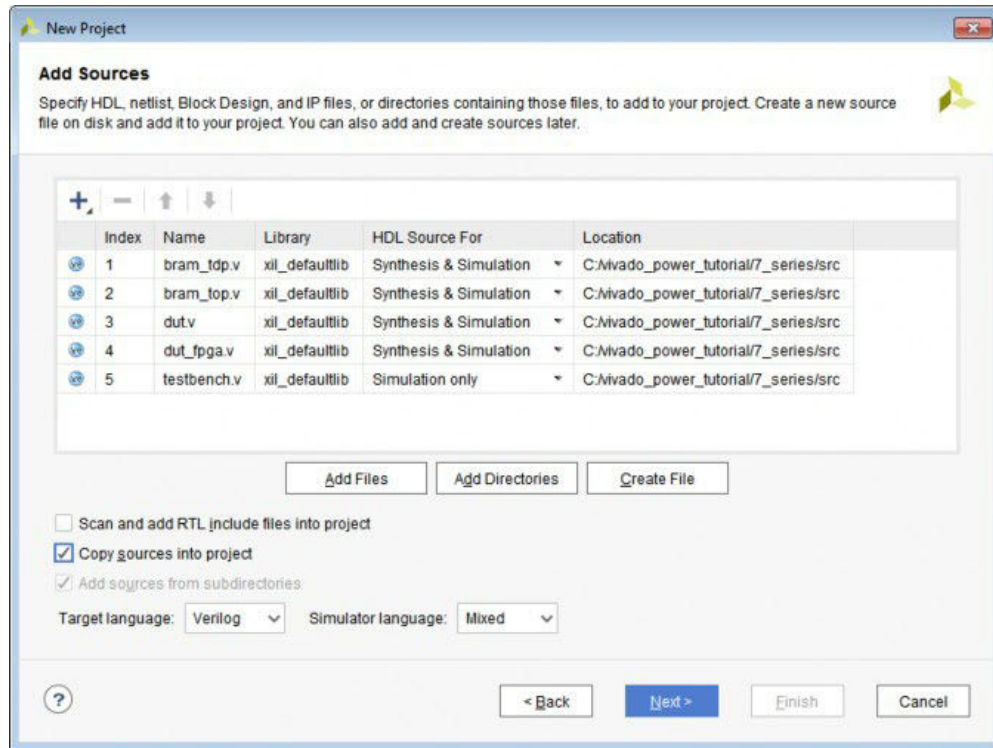 New Project
Add Sources
Specify HDL, netlist, Block Design, and IP files, or directories containing those files, to add to your project. Create a new source
file on disk and add it to your project. You can also add and create sources later.
Index Name Library HDL Source For Location
1 bram_tdp.v xil_defaultlib Synthesis & Simulation C:/vivado_power_tutorial/7_series/src
2 bram_top.v xil_defaultlib Synthesis & Simulation C:/vivado_power_tutorial/7_series/src
3 dut.v xil_defaultlib Synthesis & Simulation C:/vivado_power_tutorial/7_series/src
4 dut_fpga.v xil_defaultlib Synthesis & Simulation C:/vivado_power_tutorial/7_series/src
5 testbench.v xil_defaultlib Simulation only C:/vivado_power_tutorial/7_series/src
Add Files Add Directories Create File
Scan and add RTL include files into project
Copy sources into project
Add sources from subdirectories
Target language: Verilog Simulator language: Mixed
? < Back Next > Finish Cancel